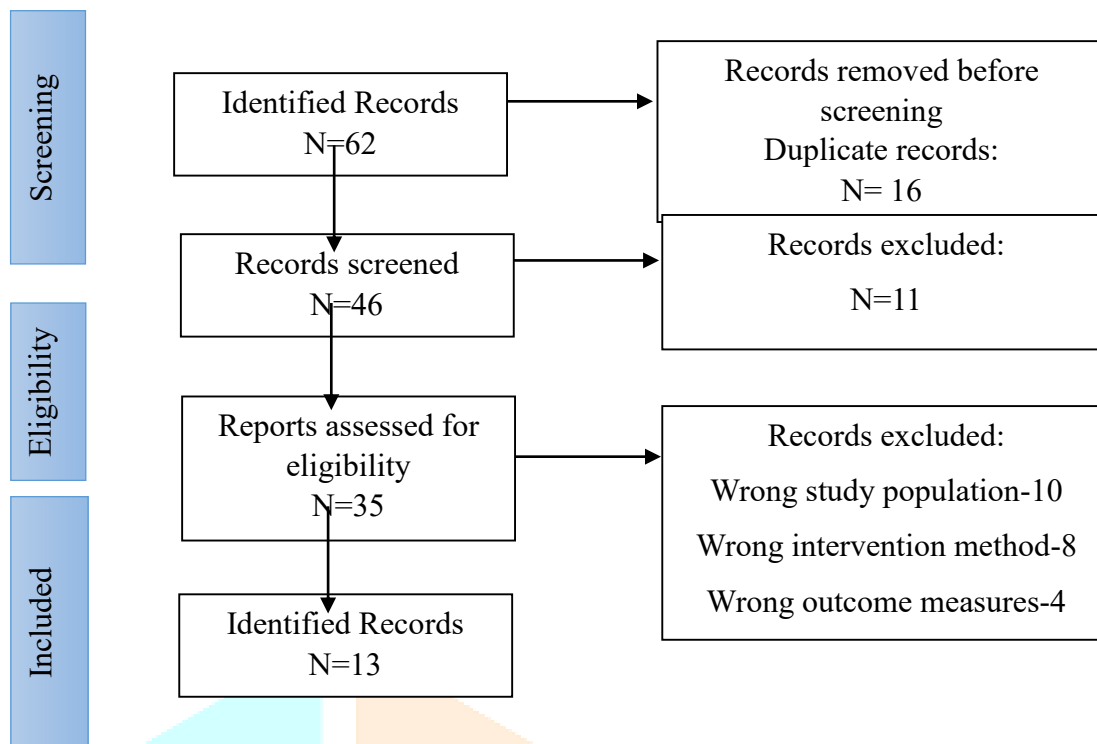 Screening
Identified Records
N=62
Records removed before
screening
Duplicate records:
N= 16
Records screened
N=46
Records excluded:
N=11
Eligibility
Reports assessed for
eligibility
N=35
Records excluded:
Wrong study population-10
Wrong intervention method-8
Wrong outcome measures-4
Included
Identified Records
N=13